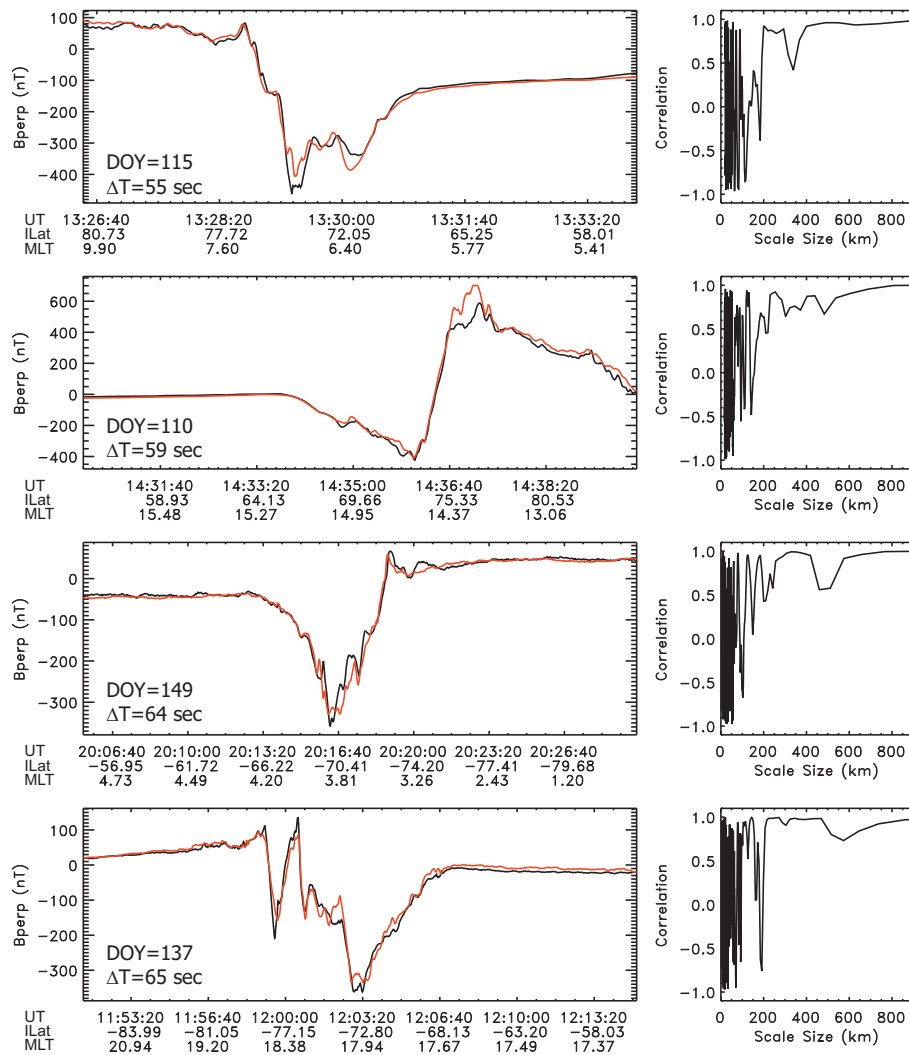 100
0
−100
−200
−300
−400
Bperp (nT)
DOY=115
ΔT=55 sec
UT 13:26:40 13:28:20 13:30:00 13:31:40 13:33:20
ILat 80.73 77.72 72.05 65.25 58.01
MLT 9.90 7.60 6.40 5.77 5.41
1.0
0.5
0.0
−0.5
−1.0
Correlation
0 200 400 600 800
Scale Size (km)
600
400
200
0
−200
−400
Bperp (nT)
DOY=110
ΔT=59 sec
UT 14:31:40 14:33:20 14:35:00 14:36:40 14:38:20
ILat 58.93 64.13 69.66 75.33 80.53
MLT 15.48 15.27 14.95 14.37 13.06
1.0
0.5
0.0
−0.5
−1.0
Correlation
0 200 400 600 800
Scale Size (km)
0
−100
−200
−300
Bperp (nT)
DOY=149
ΔT=64 sec
UT 20:06:40 20:10:00 20:13:20 20:16:40 20:20:00 20:23:20 20:26:40
ILat −56.95 −61.72 −66.22 −70.41 −74.20 −77.41 −79.68
MLT 4.73 4.49 4.20 3.81 3.26 2.43 1.20
1.0
0.5
0.0
−0.5
−1.0
Correlation
0 200 400 600 800
Scale Size (km)
100
0
−100
−200
−300
Bperp (nT)
DOY=137
ΔT=65 sec
UT 11:53:20 11:56:40 12:00:00 12:03:20 12:06:40 12:10:00 12:13:20
ILat −83.99 −81.05 −77.15 −72.80 −68.13 −63.20 −58.03
MLT 20.94 19.20 18.38 17.94 17.67 17.49 17.37
1.0
0.5
0.0
−0.5
−1.0
Correlation
0 200 400 600 800
Scale Size (km)